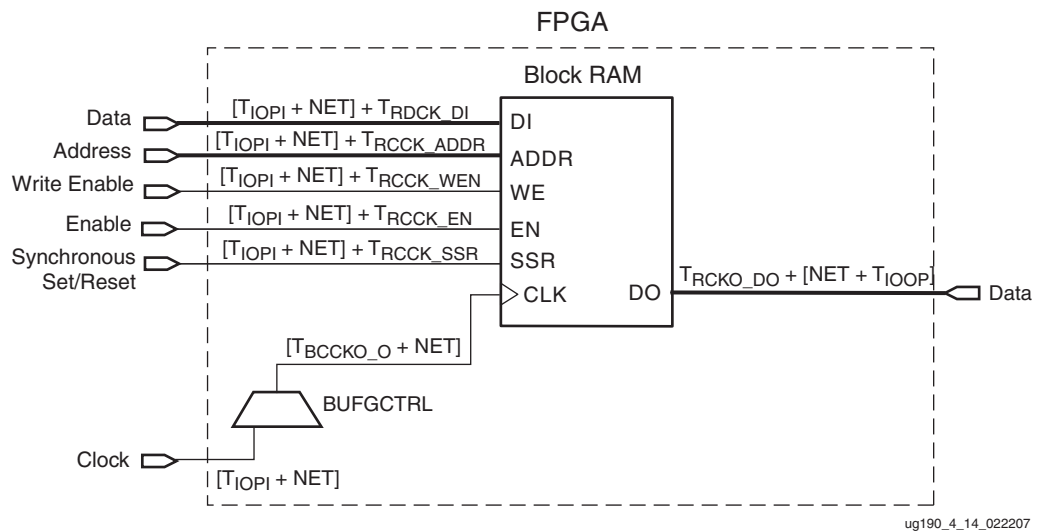 FPGA
Block RAM
Data [TIOPI + NET] + TRDCK_DI DI
Address [TIOPI + NET] + TRCCK_ADDR ADDR
Write Enable [TIOPI + NET] + TRCCK_WEN WE
Enable [TIOPI + NET] + TRCCK_EN EN
Synchronous
Set/Reset [TIOPI + NET] + TRCCK_SSR SSR
CLK DO TRCKO_DO + [NET + TIOOP] Data
[TBCCKO_O + NET]
BUFGCTRL
Clock
[TIOPI + NET]
ug190_4_14_022207